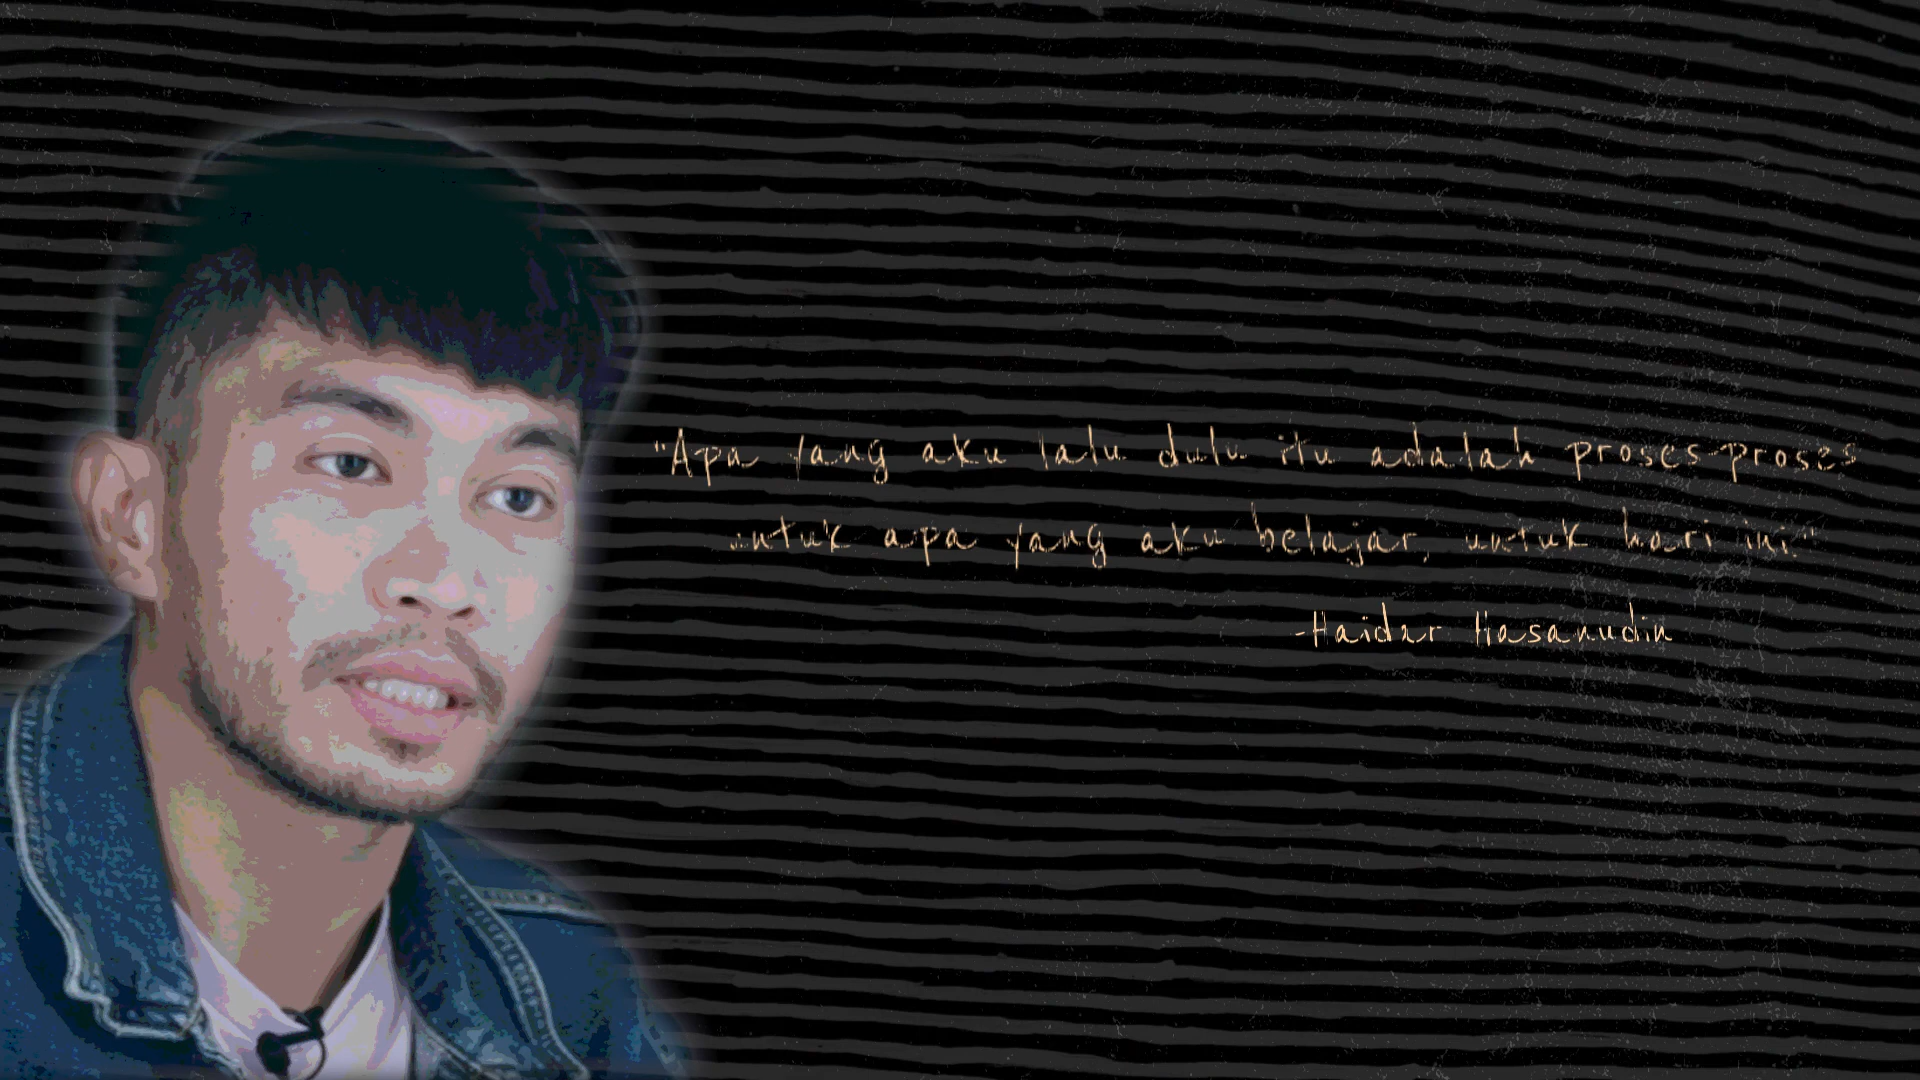 "Apa yang aku lalu dulu itu adalah proses-proses
untuk apa yang aku belajar, untuk hari ini."
-Haidar Hasanudin